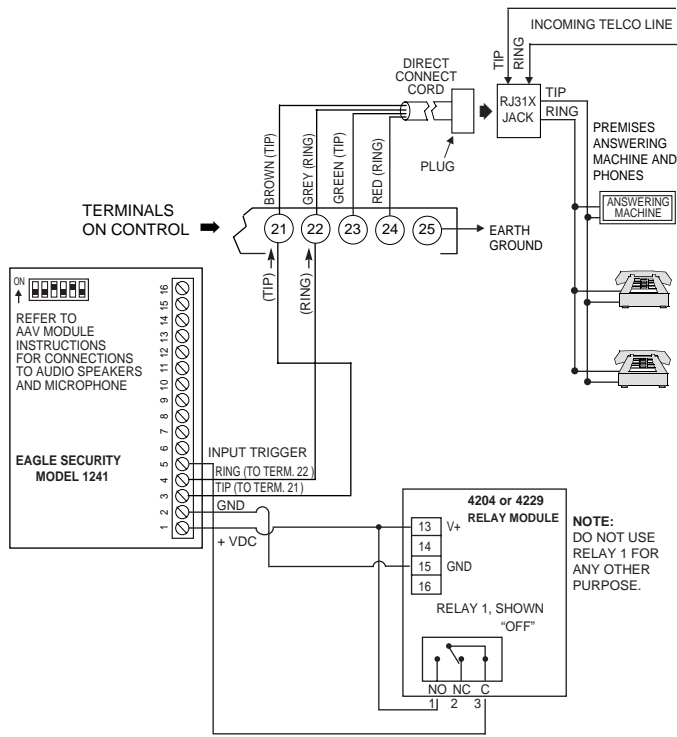 INCOMING TELCO LINE
TIP
RING
DIRECT
CONNECT
CORD
RJ31X
JACK
TIP
RING
PLUG
PREMISES
ANSWERING
MACHINE AND
PHONES
ANSWERING
MACHINE
BROWN (TIP)
GREY (RING)
GREEN (TIP)
RED (RING)
TERMINALS
ON CONTROL
21
22
23
24
25
EARTH
GROUND
(TIP)
(RING)
ON
REFER TO
AAV MODULE
INSTRUCTIONS
FOR CONNECTIONS
TO AUDIO SPEAKERS
AND MICROPHONE
EAGLE SECURITY
MODEL 1241
16
15
14
13
12
11
10
9
8
7
6
5
4
3
2
1
INPUT TRIGGER
RING (TO TERM. 22 )
TIP (TO TERM. 21)
GND
+ VDC
4204 or 4229
RELAY MODULE
13 V+
14
15 GND
16
RELAY 1, SHOWN
“OFF”
NO NC C
1 2 3
NOTE:
DO NOT USE
RELAY 1 FOR
ANY OTHER
PURPOSE.